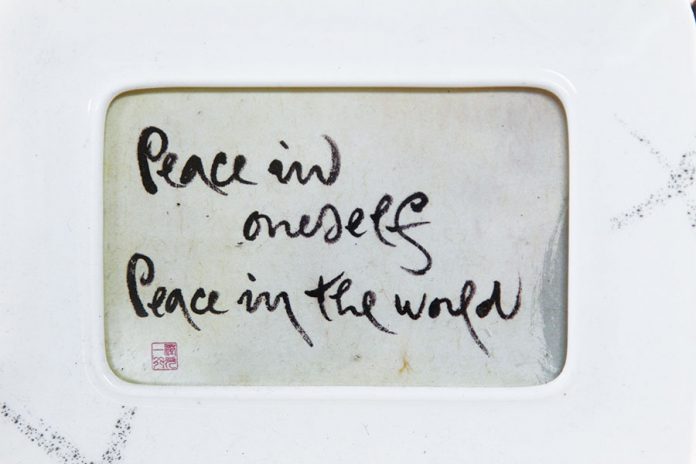 Peace in
oneself
Peace in the world